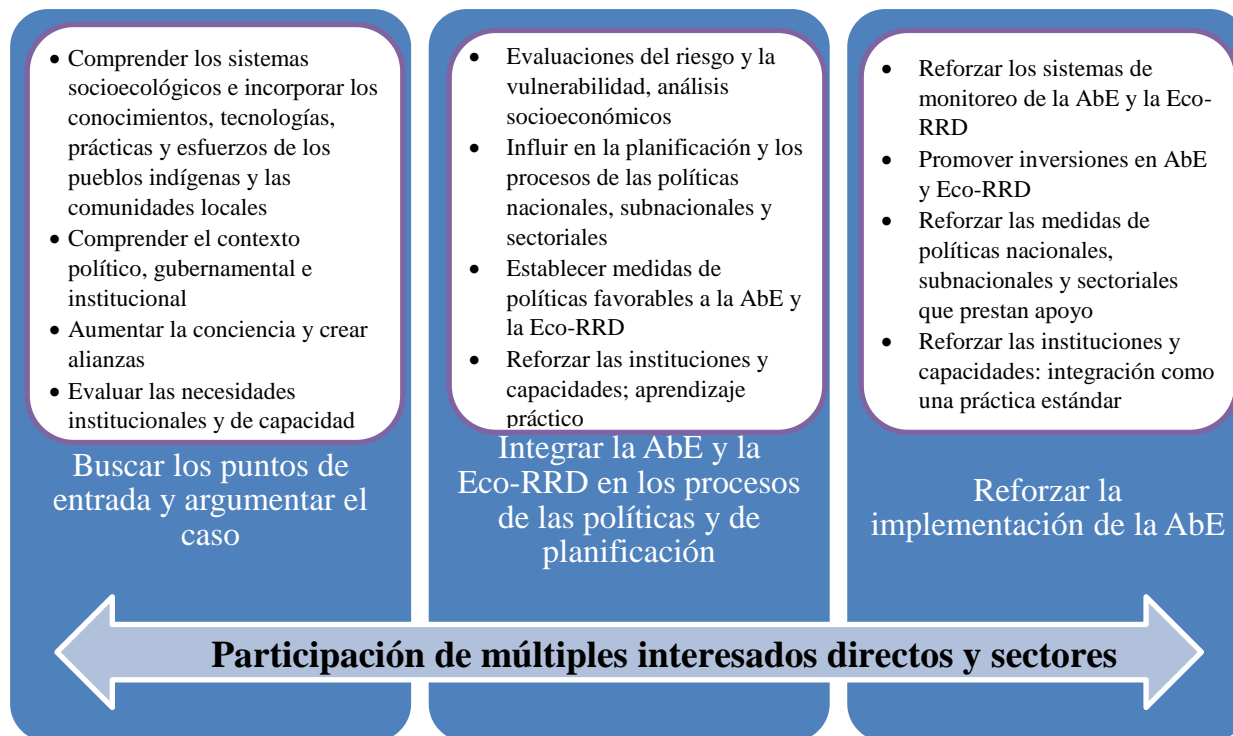 • Comprender los sistemas
socioecológicos e incorporar los
conocimientos, tecnologías,
prácticas y esfuerzos de los
pueblos indígenas y las
comunidades locales
• Comprender el contexto
político, gubernamental e
institucional
• Aumentar la conciencia y crear
alianzas
• Evaluar las necesidades
institucionales y de capacidad
Buscar los puntos de
entrada y argumentar el
caso
• Evaluaciones del riesgo y la
vulnerabilidad, análisis
socioeconómicos
• Influir en la planificación y los
procesos de las políticas
nacionales, subnacionales y
sectoriales
• Establecer medidas de
políticas favorables a la AbE y
la Eco-RRD
• Reforzar las instituciones y
capacidades; aprendizaje
práctico
Integrar la AbE y la
Eco-RRD en los procesos
de las políticas y de
planificación
• Reforzar los sistemas de
monitoreo de la AbE y la Eco-
RRD
• Promover inversiones en AbE
y Eco-RRD
• Reforzar las medidas de
políticas nacionales,
subnacionales y sectoriales
que prestan apoyo
• Reforzar las instituciones y
capacidades: integración como
una práctica estándar
Reforzar la
implementación de la AbE
Participación de múltiples interesados directos y sectores